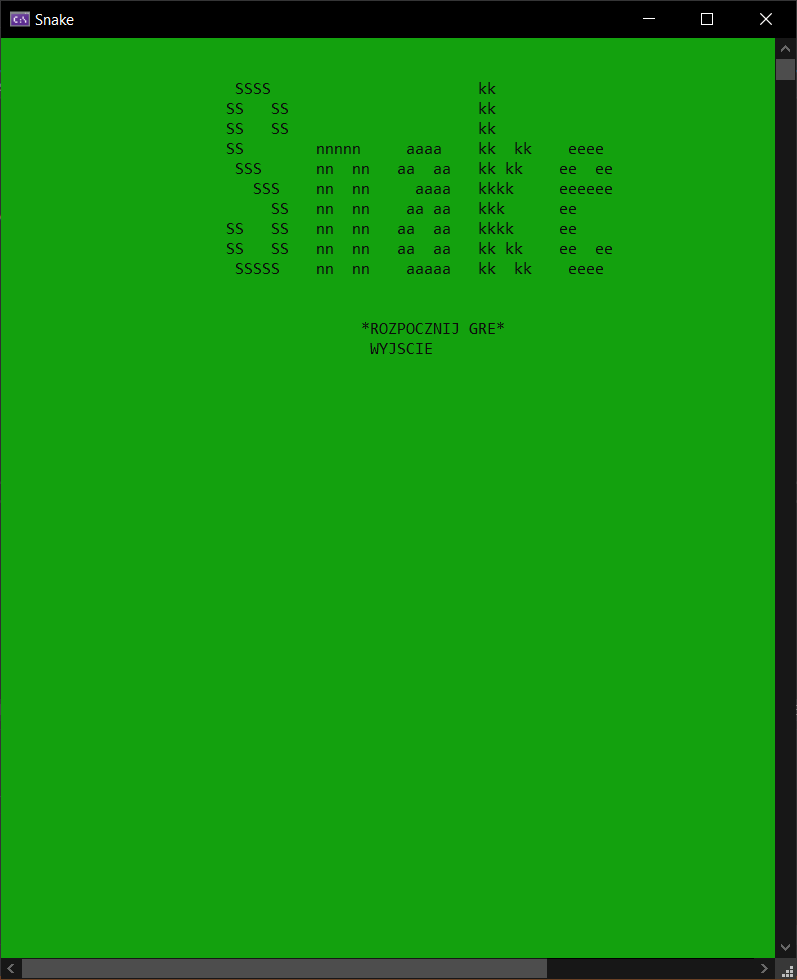 Snake
 SSSS                       kk
SS   SS                     kk
SS   SS                     kk
SS        nnnnn     aaaa    kk  kk    eeee
 SSS      nn  nn   aa  aa   kk kk    ee  ee
   SSS    nn  nn     aaaa   kkkk     eeeeee
     SS   nn  nn    aa aa   kkk      ee
SS   SS   nn  nn   aa  aa   kkkk     ee
SS   SS   nn  nn   aa  aa   kk kk    ee  ee
 SSSSS    nn  nn    aaaaa   kk  kk    eeee
*ROZPOCZNIJ GRE*
WYJSCIE